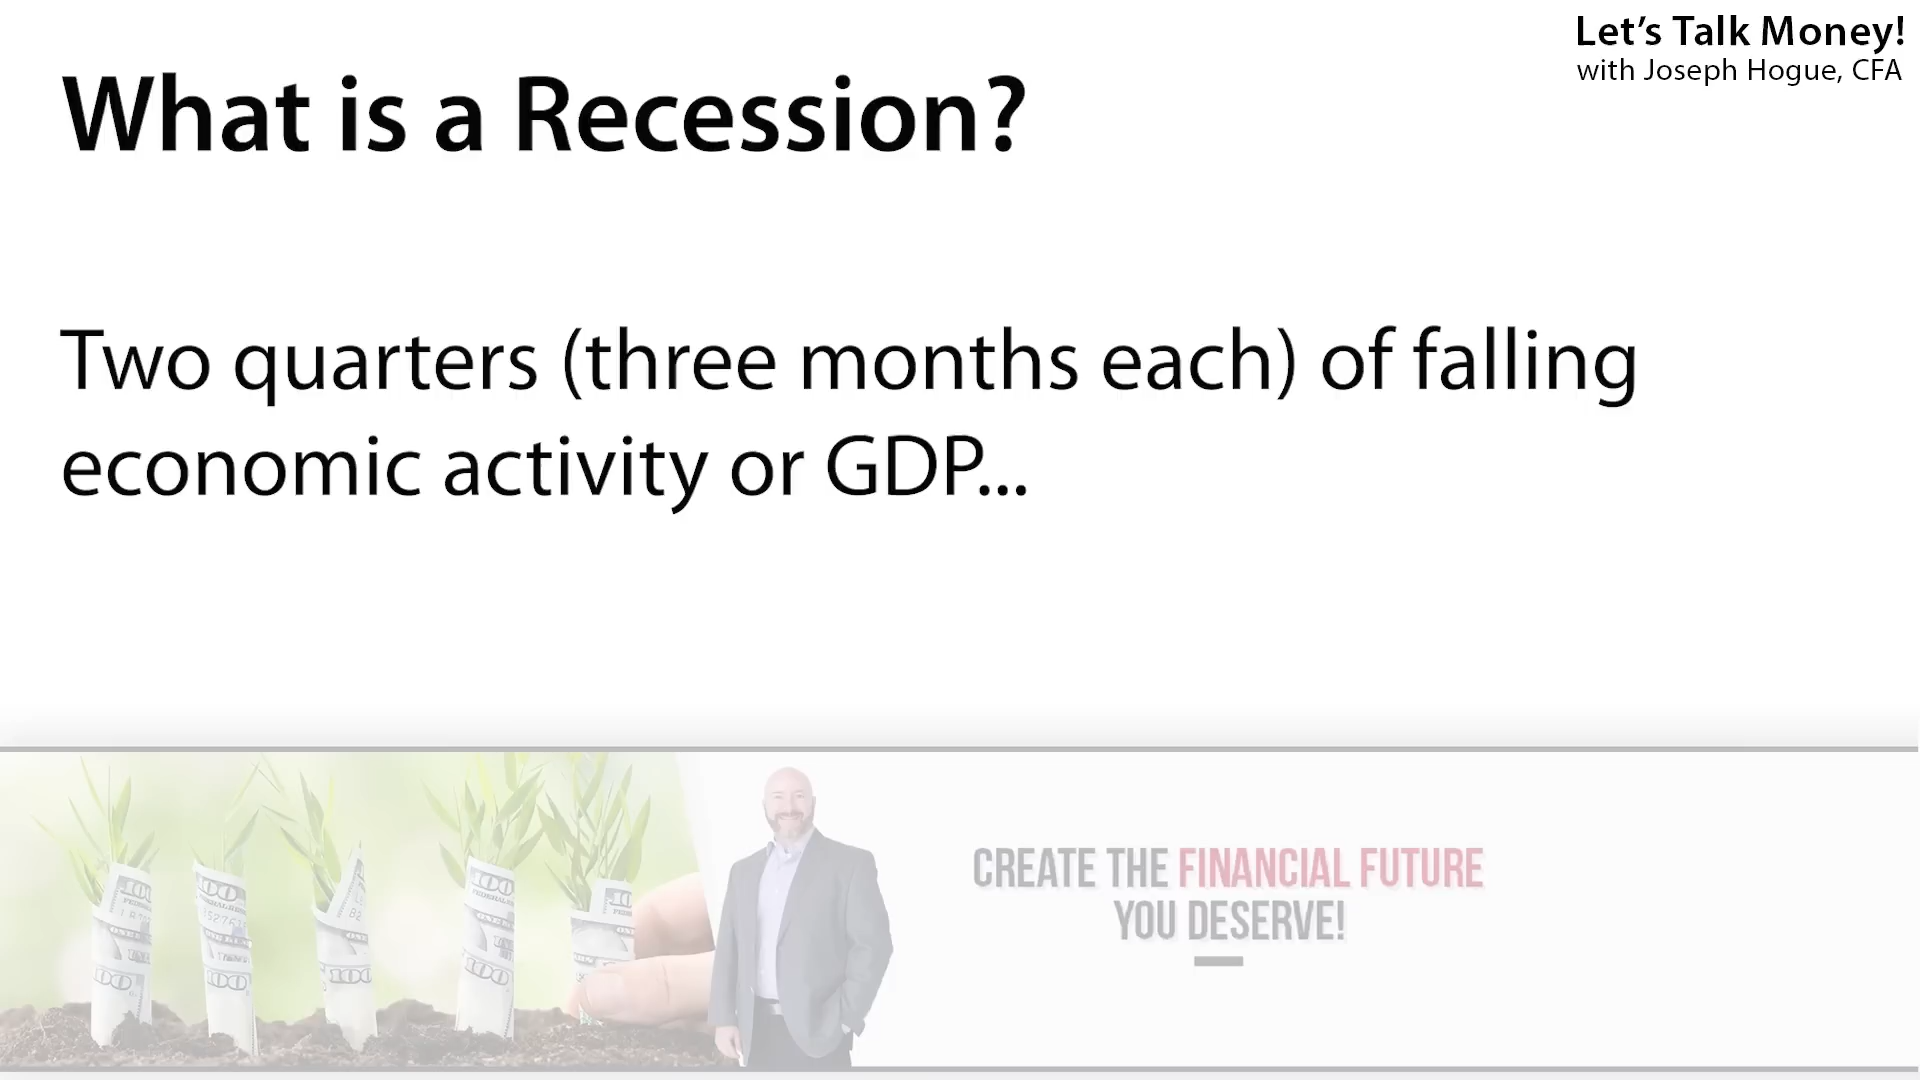 Let's Talk Money!
with Joseph Hogue, CFA
What is a Recession?
Two quarters (three months each) of falling
economic activity or GDP...
CREATE THE FINANCIAL FUTURE
YOU DESERVE!